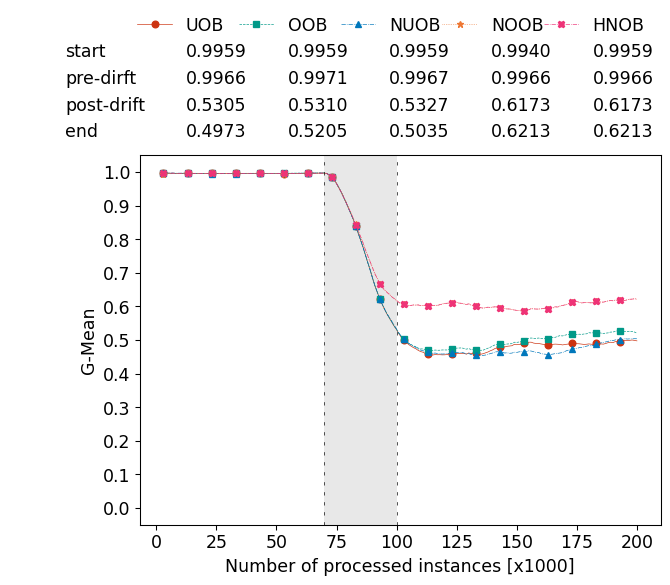 UOB OOB NUOB NOOB HNOB
start 0.9959 0.9959 0.9959 0.9940 0.9959
pre-dirft 0.9966 0.9971 0.9967 0.9966 0.9966
post-drift 0.5305 0.5310 0.5327 0.6173 0.6173
end 0.4973 0.5205 0.5035 0.6213 0.6213
1.0
0.9
0.8
0.7
0.6
0.5
0.4
0.3
0.2
0.1
0.0
G-Mean
0 25 50 75 100 125 150 175 200
Number of processed instances [x1000]